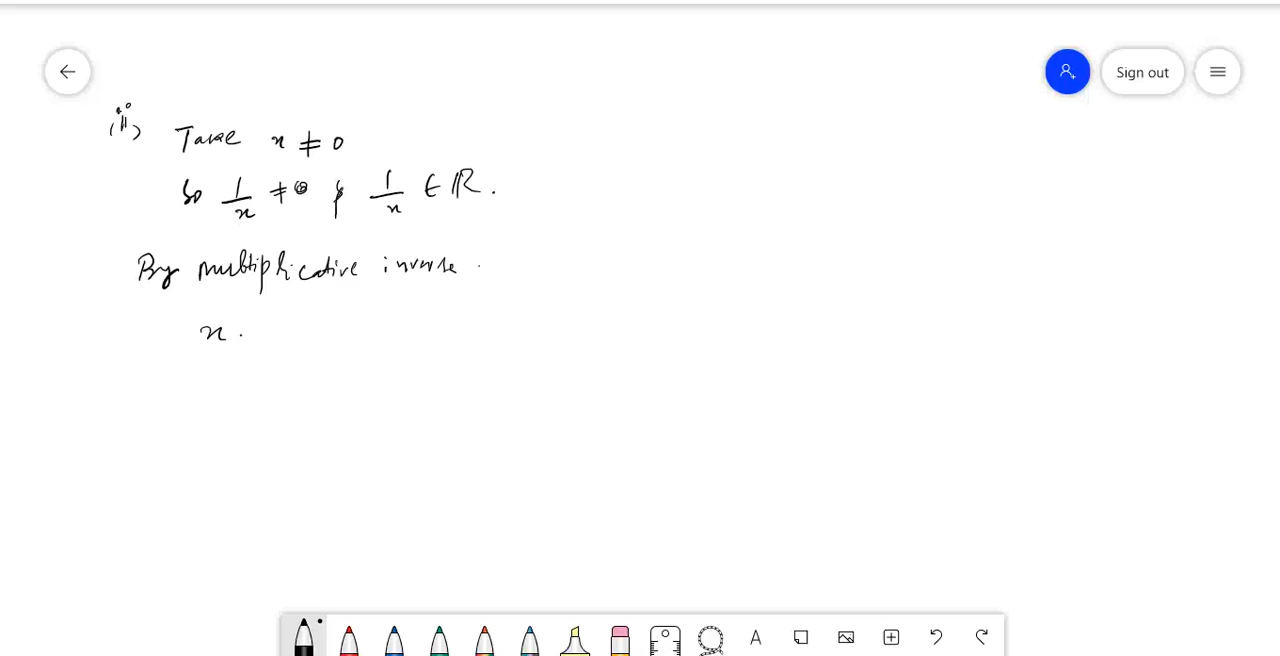 Sign out
(ii) Take x ≠ 0
So 1/x ≠ 0 & 1/x ∈ ℝ.
By multiplicative inverse.
x.
A